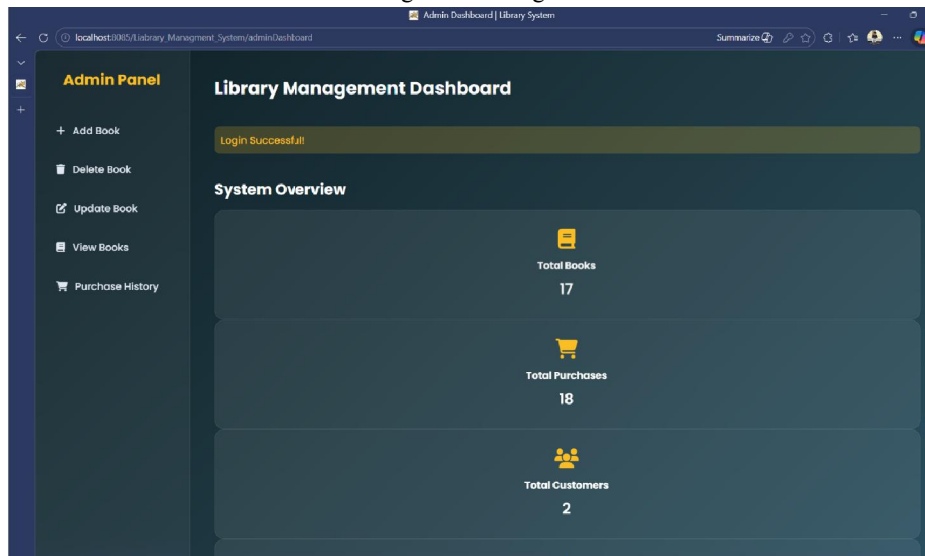 Admin Dashboard | Library System
localhost:8085/Liabrary_Managment_System/adminDashboard
Summarize
Admin Panel
Library Management Dashboard
+ Add Book
Login Successful!
Delete Book
System Overview
Update Book
View Books
Total Books
17
Purchase History
Total Purchases
18
Total Customers
2